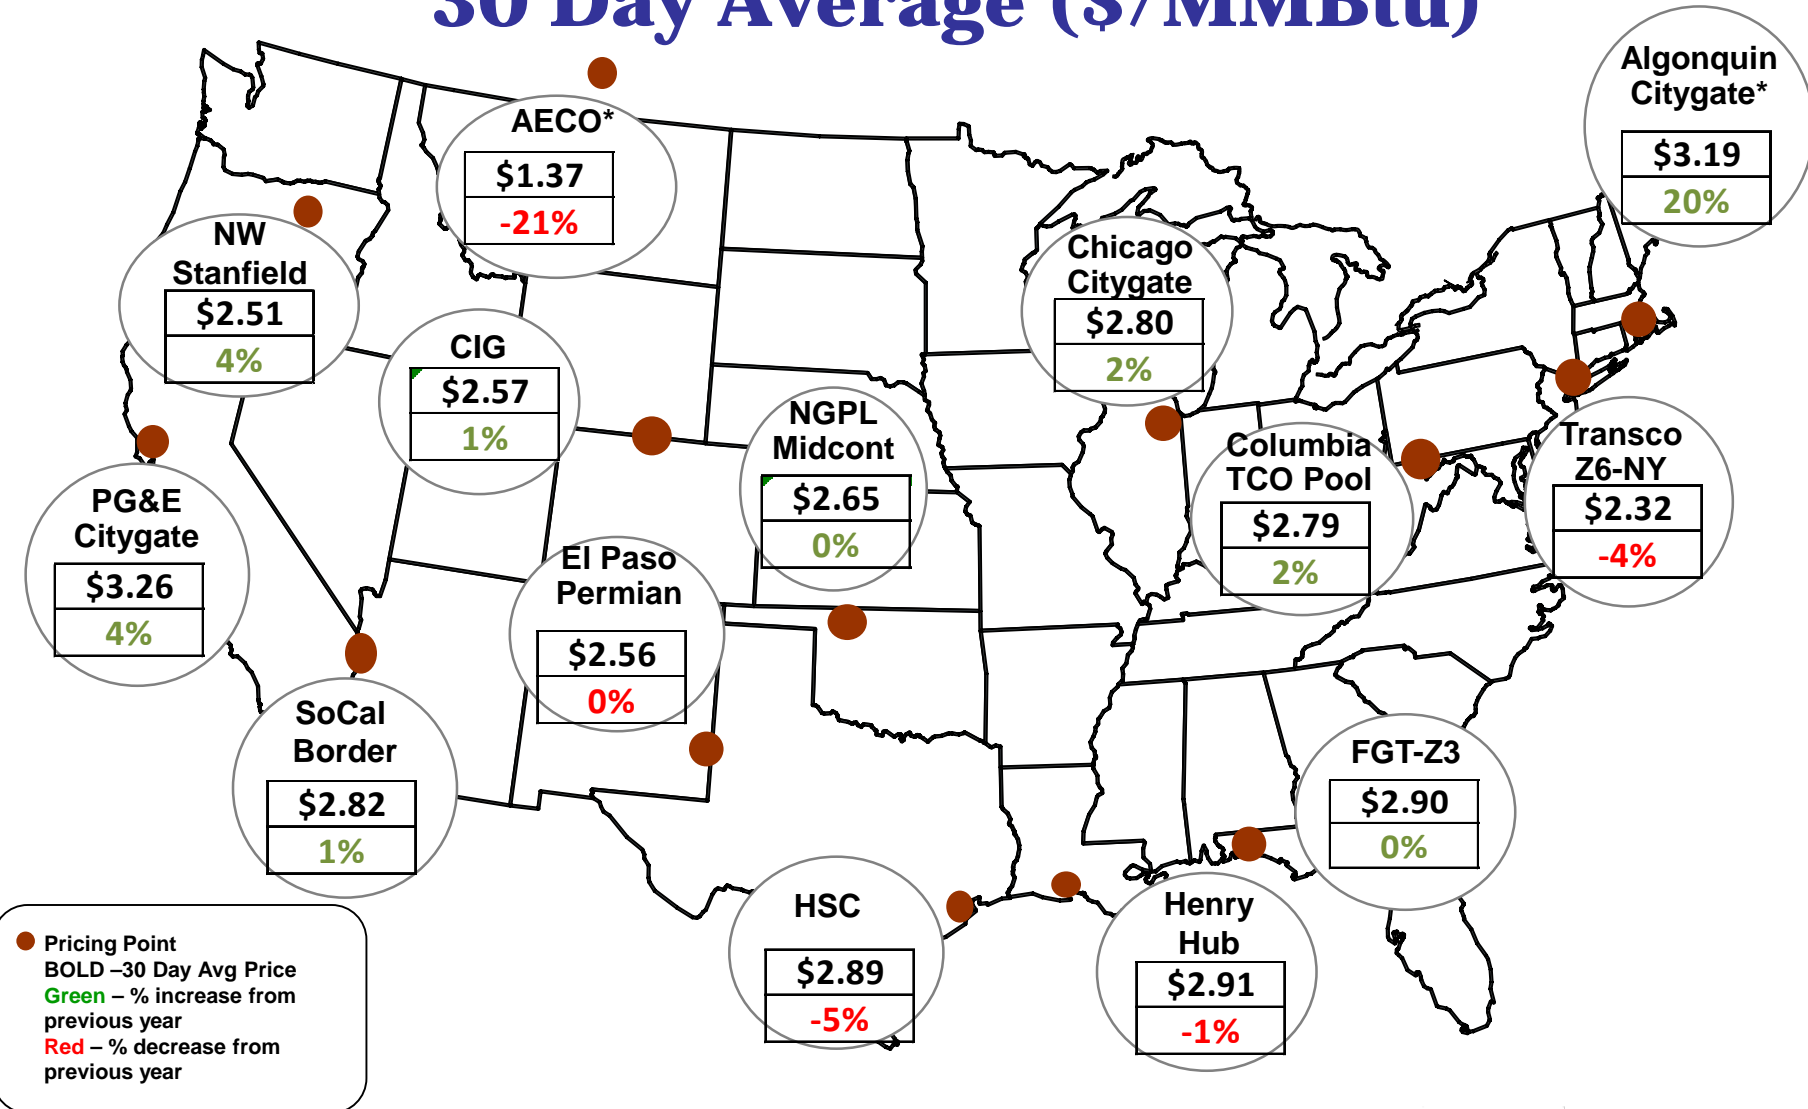 30 Day Average ($/MMBtu)
Algonquin
Citygate*
$3.19
20%
AECO*
$1.37
-21%
NW
Stanfield
$2.51
4%
Chicago
Citygate
$2.80
2%
CIG
$2.57
1%
NGPL
Midcont
$2.65
0%
Columbia
TCO Pool
$2.79
2%
Transco
Z6-NY
$2.32
-4%
PG&E
Citygate
$3.26
4%
El Paso
Permian
$2.56
0%
SoCal
Border
$2.82
1%
FGT-Z3
$2.90
0%
HSC
$2.89
-5%
Henry
Hub
$2.91
-1%
Pricing Point
BOLD –30 Day Avg Price
Green – % increase from
previous year
Red – % decrease from
previous year